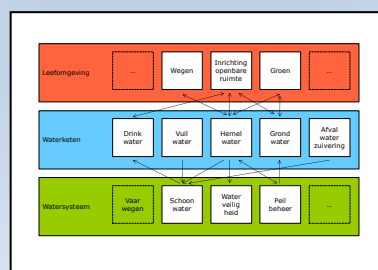 Leefomgeving
...
Wegen
Inrichting
openbare
ruimte
Groen
...
Waterketen
Drink
water
Vuil
water
Hemel
water
Grond
water
Afval
water
zuivering
Watersysteem
Vaar
wegen
Schoon
water
Water
veilig
heid
Peil
beheer
...